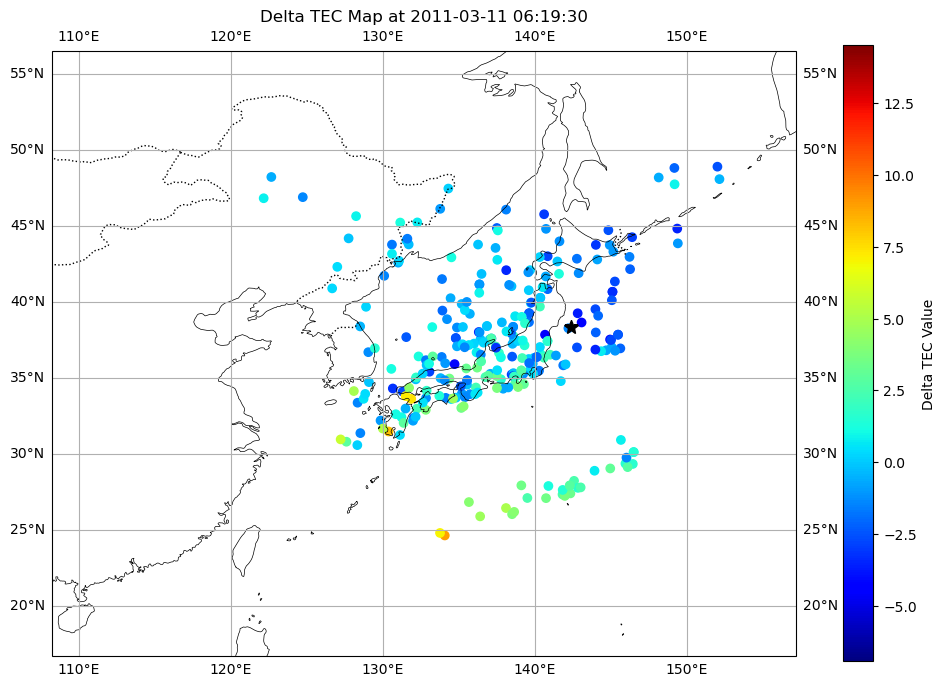 Delta TEC Map at 2011-03-11 06:19:30
110°E 120°E 130°E 140°E 150°E
55°N 55°N
50°N 50°N
45°N 45°N
40°N 40°N
35°N 35°N
30°N 30°N
25°N 25°N
20°N 20°N
110°E 120°E 130°E 140°E 150°E
12.5
10.0
7.5
5.0
2.5
0.0
−2.5
−5.0
Delta TEC Value